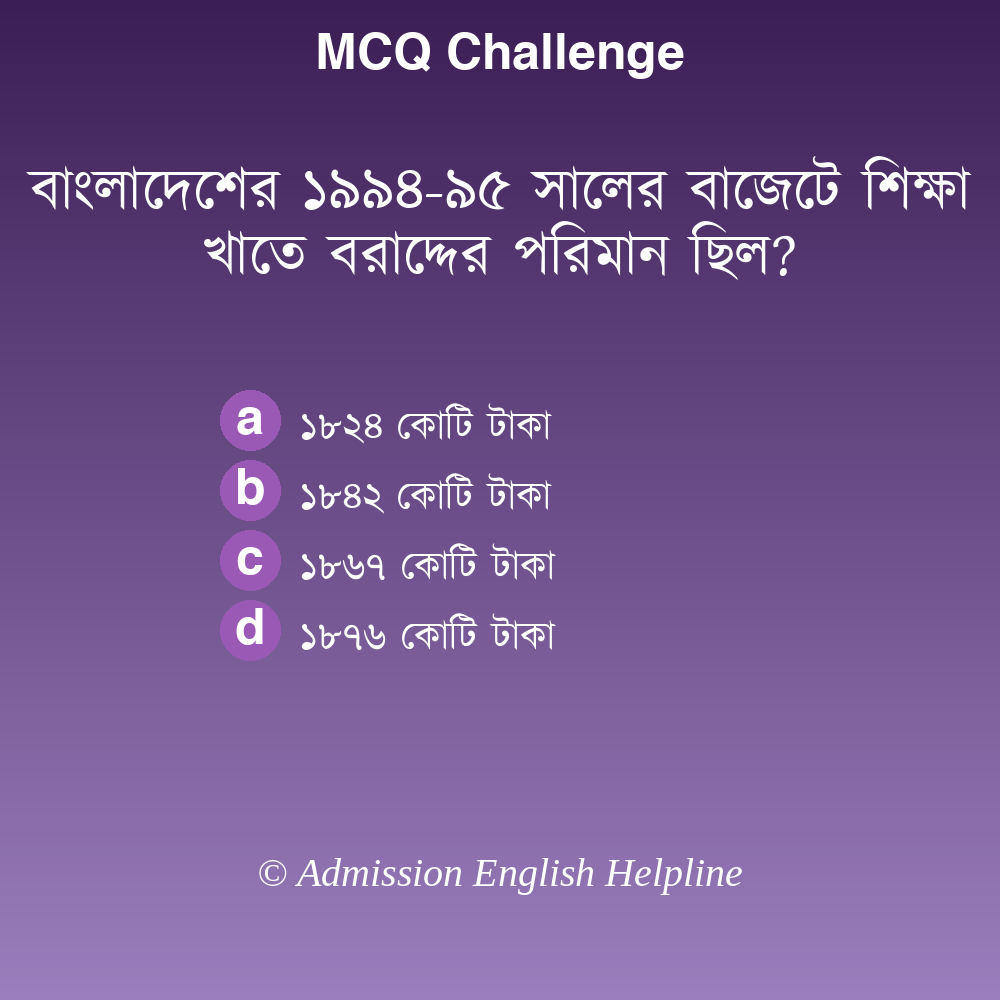 MCQ Challenge
বাংলাদেশের ১৯৯৪-৯৫ সালের বাজেটে শিক্ষা
খাতে বরাদ্দের পরিমান ছিল?
a ১৮২৪ কোটি টাকা
b ১৮৪২ কোটি টাকা
c ১৮৬৭ কোটি টাকা
d ১৮৭৬ কোটি টাকা
© Admission English Helpline